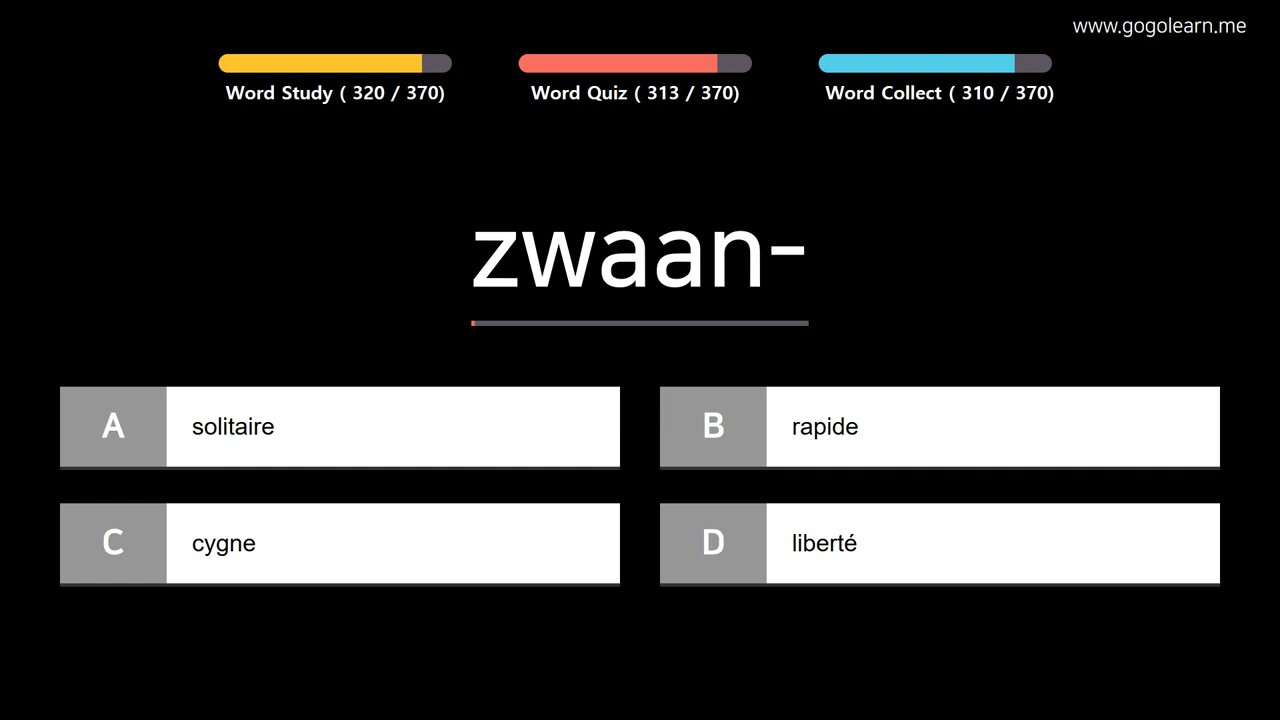 www.gogolearn.me
Word Study ( 320 / 370)
Word Quiz ( 313 / 370)
Word Collect ( 310 / 370)
zwaan-
A solitaire
B rapide
C cygne
D liberté